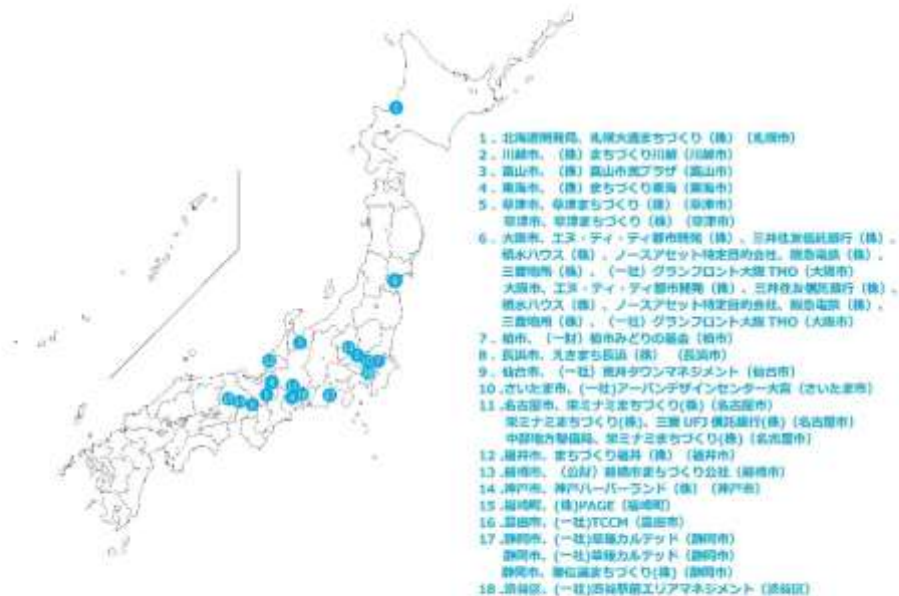 1．北海道開発局、札幌大通まちづくり（株）（札幌市）
2．川越市、（株）まちづくり川越（川越市）
3．富山市、（株）富山市民プラザ（富山市）
4．東海市、（株）まちづくり東海（東海市）
5．草津市、草津まちづくり（株）（草津市）
草津市、草津まちづくり（株）（草津市）
6．大阪市、エヌ・ティ・ティ都市開発（株）、三井住友信託銀行（株）、
積水ハウス（株）、ノースアセット特定目的会社、阪急電鉄（株）、
三菱地所（株）、（一社）グランフロント大阪 TMO（大阪市）
大阪市、エヌ・ティ・ティ都市開発（株）、三井住友信託銀行（株）、
積水ハウス（株）、ノースアセット特定目的会社、阪急電鉄（株）、
三菱地所（株）、（一社）グランフロント大阪 TMO（大阪市）
7．柏市、（一財）柏市みどりの基金（柏市）
8．長浜市、えきまち長浜（株）（長浜市）
9．仙台市、（一社）荒井タウンマネジメント（仙台市）
10．さいたま市、(一社)アーバンデザインセンター大宮（さいたま市）
11．名古屋市、栄ミナミまちづくり(株)（名古屋市）
栄ミナミまちづくり(株)、三菱 UFJ 信託銀行(株)（名古屋市）
中部地方整備局、栄ミナミまちづくり(株)（名古屋市）
12．福井市、まちづくり福井（株）（福井市）
13．前橋市、（公財）前橋市まちづくり公社（前橋市）
14．神戸市、神戸ハーバーランド（株）（神戸市）
15．福崎町、(株)PAGE（福崎町）
16．豊田市、(一社)TCCM（豊田市）
17．静岡市、(一社)草薙カルテッド（静岡市）
静岡市、(一社)草薙カルテッド（静岡市）
静岡市、まちづくり(株)（静岡市）
18．渋谷区、(一社)渋谷駅前エリアマネジメント（渋谷区）